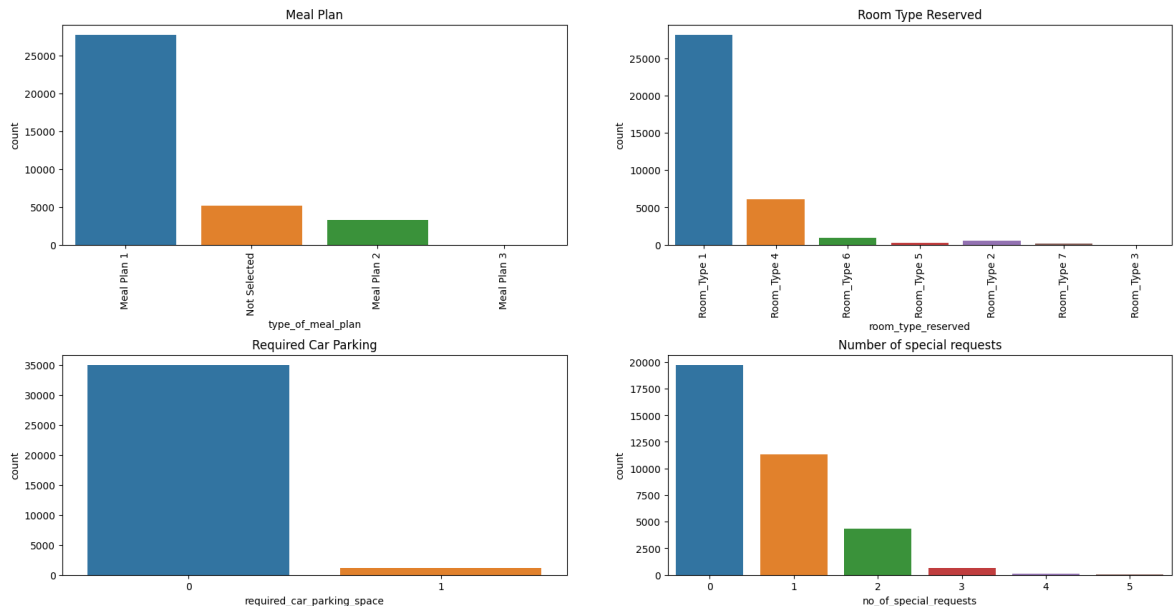 Meal Plan
25000
20000
15000
10000
5000
0
count
Meal Plan 1
Not Selected
Meal Plan 2
Meal Plan 3
type_of_meal_plan
Room Type Reserved
25000
20000
15000
10000
5000
0
count
Room_Type 1
Room_Type 4
Room_Type 6
Room_Type 5
Room_Type 2
Room_Type 7
Room_Type 3
room_type_reserved
Required Car Parking
35000
30000
25000
20000
15000
10000
5000
0
count
0
1
required_car_parking_space
Number of special requests
20000
17500
15000
12500
10000
7500
5000
2500
0
count
0
1
2
3
4
5
no_of_special_requests